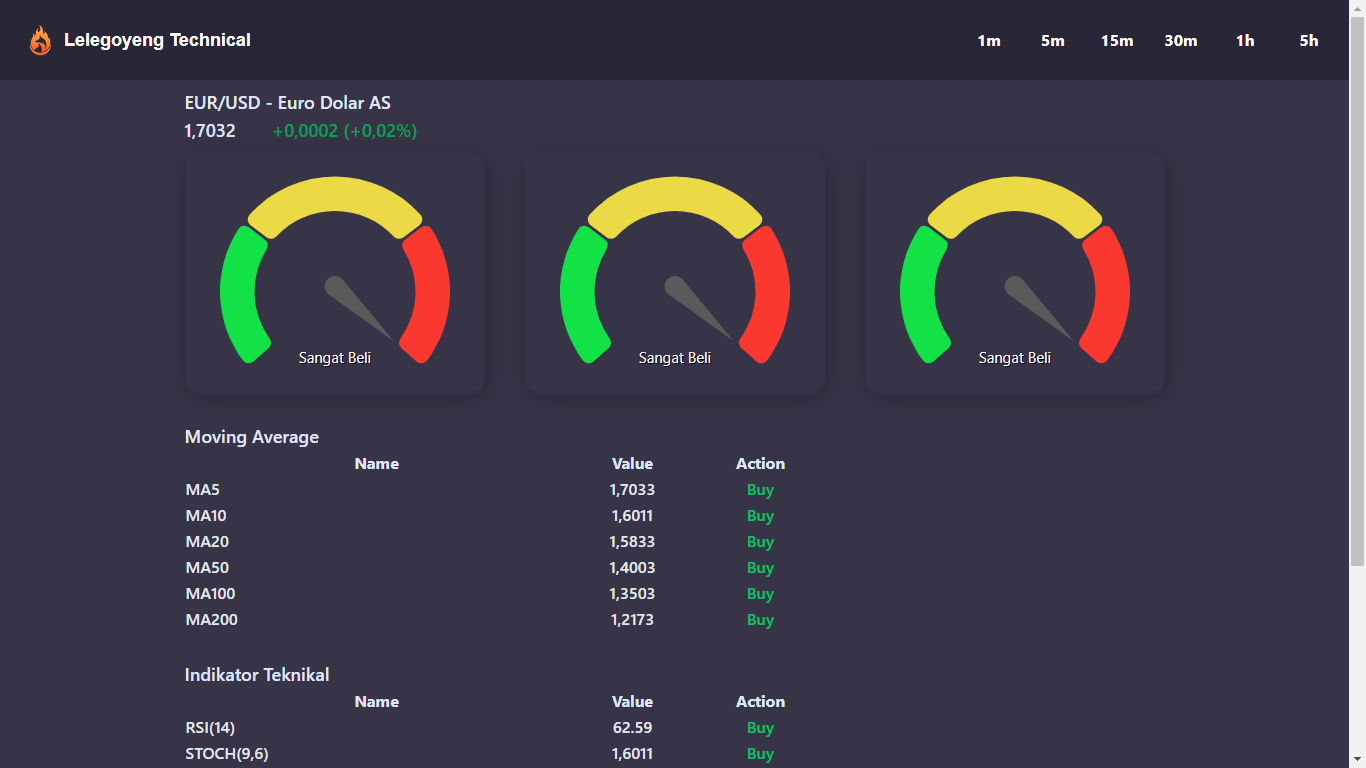 Lelegoyeng Technical 1m 5m 15m 30m 1h 5h
EUR/USD - Euro Dolar AS
1,7032 +0,0002 (+0,02%)
Sangat Beli Sangat Beli Sangat Beli
Moving Average
Name Value Action
MA5 1,7033 Buy
MA10 1,6011 Buy
MA20 1,5833 Buy
MA50 1,4003 Buy
MA100 1,3503 Buy
MA200 1,2173 Buy
Indikator Teknikal
Name Value Action
RSI(14) 62.59 Buy
STOCH(9,6) 1,6011 Buy